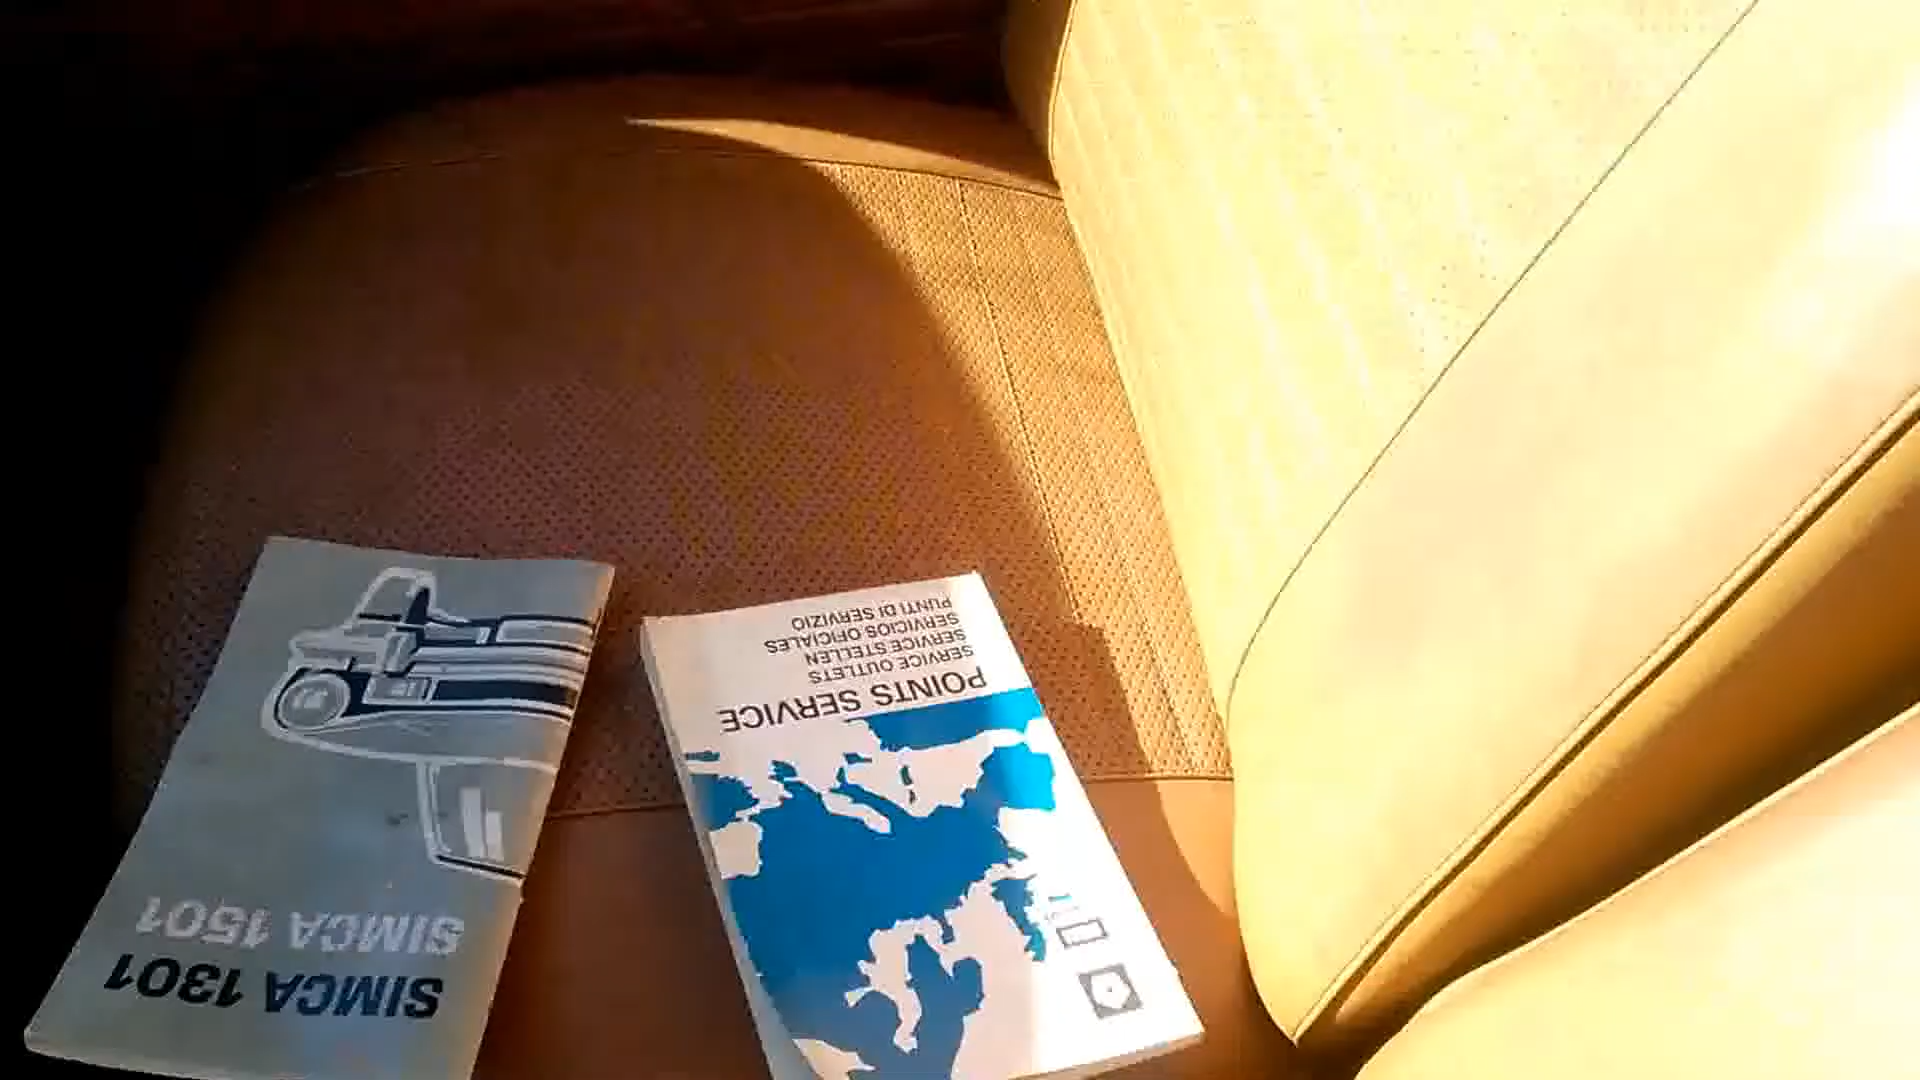 SIMCA 1301
SIMCA 1501
POINTS SERVICE
SERVICE OUTLETS
SERVICE STELLEN
SERVICIOS OFICIALES
PUNTI DI SERVIZIO